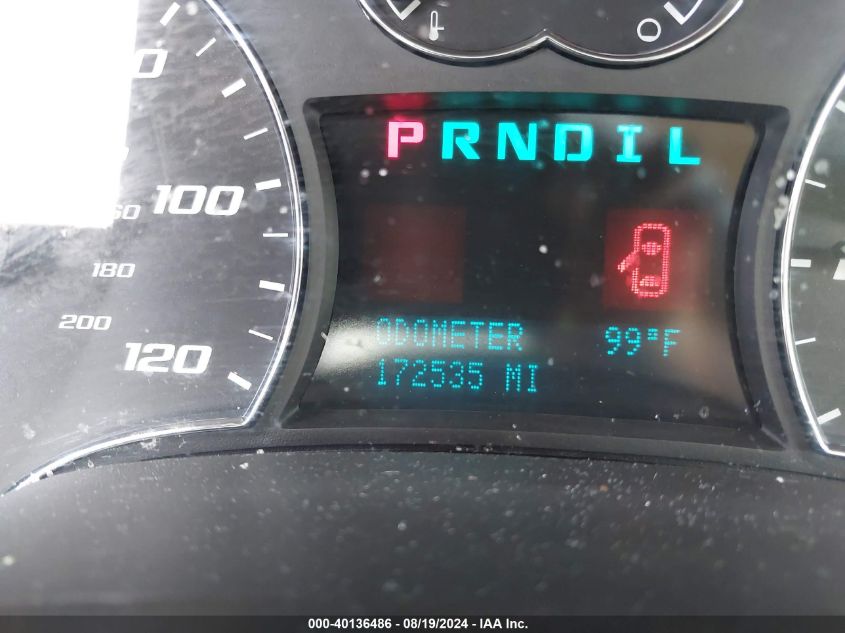 PRNDIL
100
180
200
120
ODOMETER 99°F
172535 MI
000-40136486 - 08/19/2024 - IAA Inc.